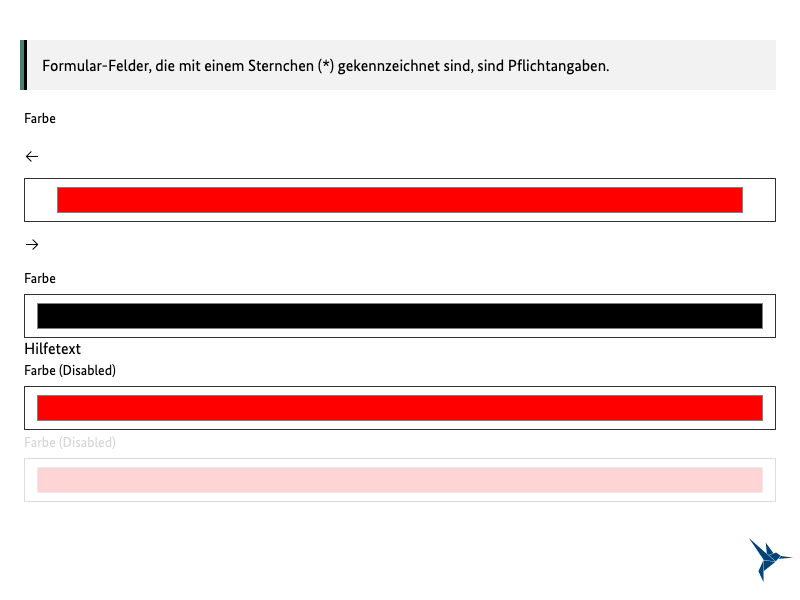 Formular-Felder, die mit einem Sternchen (*) gekennzeichnet sind, sind Pflichtangaben.
Farbe
←
→
Farbe
Hilfetext
Farbe (Disabled)
Farbe (Disabled)